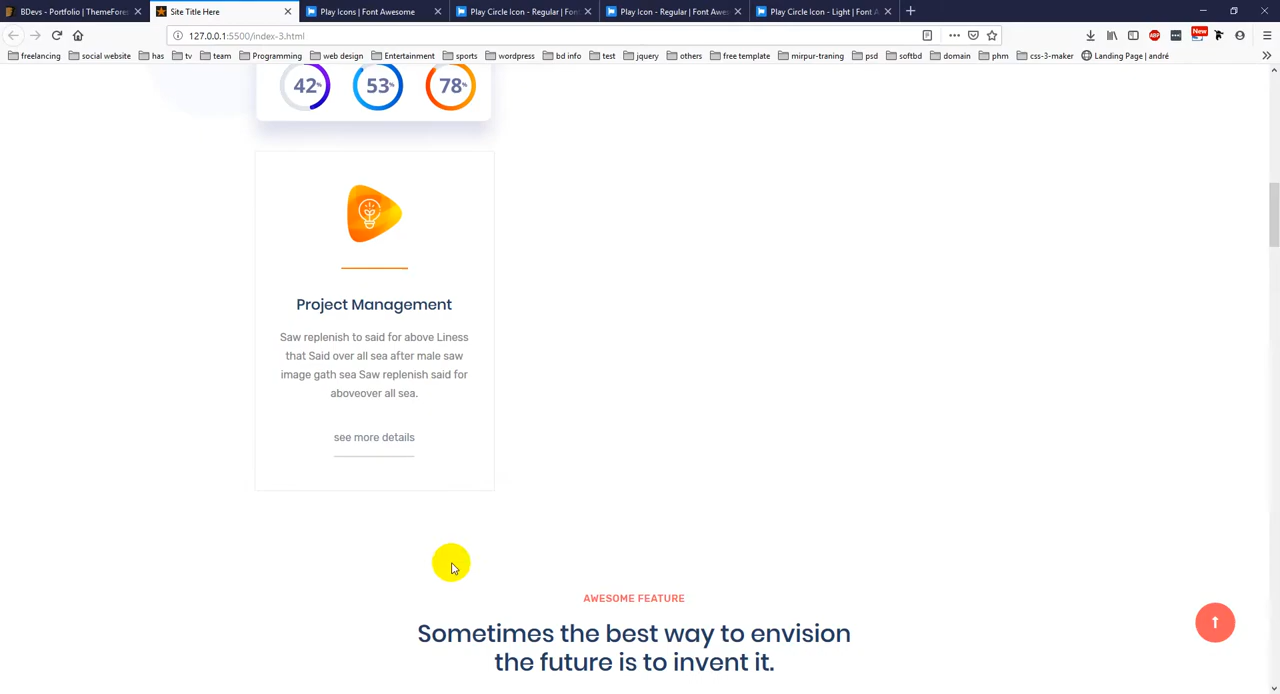 BDevs - Portfolio | ThemeFores
Site Title Here
Play Icons | Font Awesome
Play Circle Icon - Regular | Fon
Play Icon - Regular | Font Awes
Play Circle Icon - Light | Font A
127.0.0.1:5500/index-3.html
New
ABP
freelancing
social website
has
tv
team
Programming
web design
Entertainment
sports
wordpress
bd info
test
jquery
others
free template
mirpur-traning
psd
softbd
domain
phm
css-3-maker
Landing Page | andré
42%
53%
78%
Project Management
Saw replenish to said for above Liness
that Said over all sea after male saw
image gath sea Saw replenish said for
aboveover all sea.
see more details
AWESOME FEATURE
Sometimes the best way to envision
the future is to invent it.